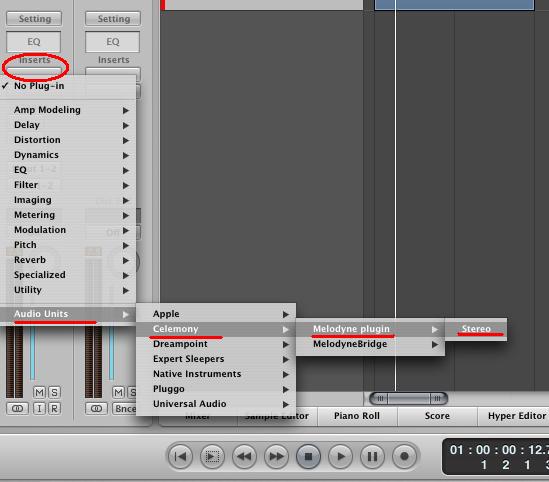 Setting Setting
EQ EQ
Inserts Inserts
✓ No Plug-in
Amp Modeling
Delay
Distortion
Dynamics
EQ
Filter
Imaging
Metering
Modulation
Pitch
Reverb
Specialized
Utility
Audio Units
Apple
Celemony
Dreampoint
Expert Sleepers
Native Instruments
Pluggo
Universal Audio
Melodyne plugin
MelodyneBridge
Stereo
M S M S
I R Bnce
Mixer Sample Editor Piano Roll Score Hyper Editor
01 : 00 : 00 : 12.7
1 1 1